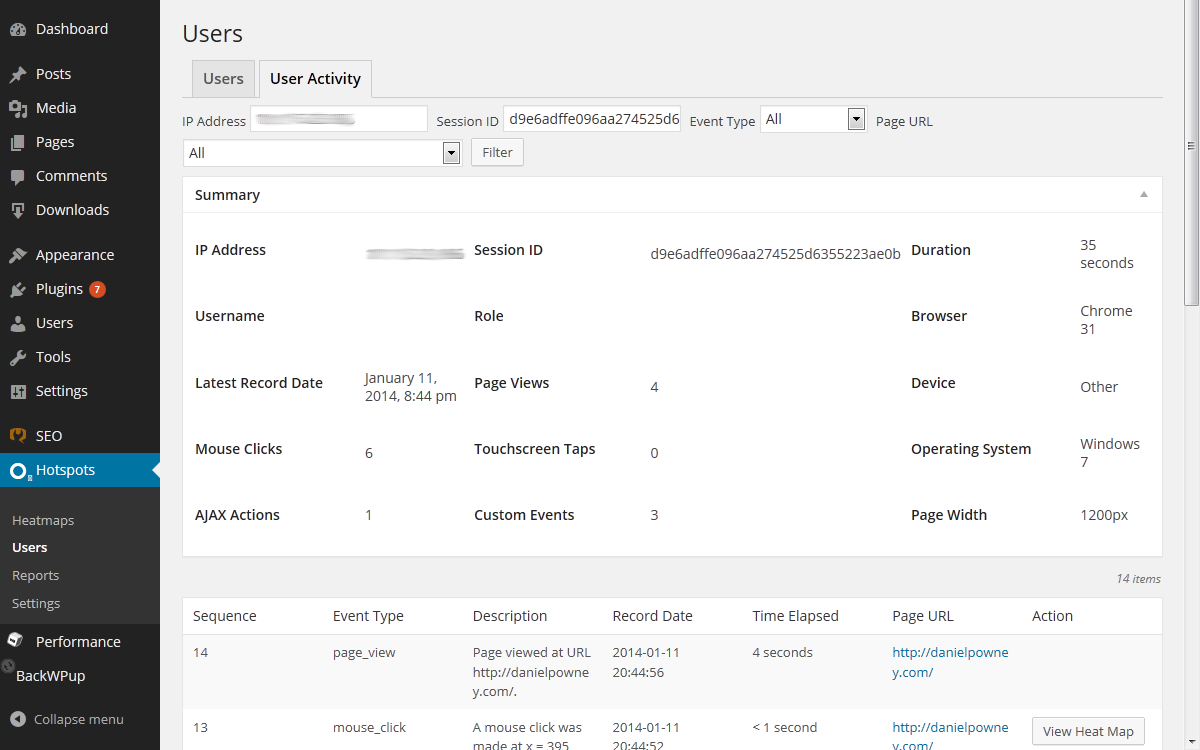 Dashboard
Posts
Media
Pages
Comments
Downloads
Appearance
Plugins 7
Users
Tools
Settings
SEO
Hotspots
Heatmaps
Users
Reports
Settings
Performance
BackWPup
Collapse menu
Users
Users User Activity
IP Address Session ID d9e6adffe096aa274525d6 Event Type All Page URL
All Filter
Summary
IP Address Session ID d9e6adffe096aa274525d6355223ae0b Duration 35
seconds
Username Role Browser Chrome
31
Latest Record Date January 11,
2014, 8:44 pm Page Views 4 Device Other
Mouse Clicks 6 Touchscreen Taps 0 Operating System Windows
7
AJAX Actions 1 Custom Events 3 Page Width 1200px
14 items
Sequence Event Type Description Record Date Time Elapsed Page URL Action
14 page_view Page viewed at URL 2014-01-11 4 seconds http://danielpowne
http://danielpowne 20:44:56 y.com/
y.com/.
13 mouse_click A mouse click was 2014-01-11 < 1 second http://danielpowne View Heat Map
made at x = 395 20:44:52 y.com/